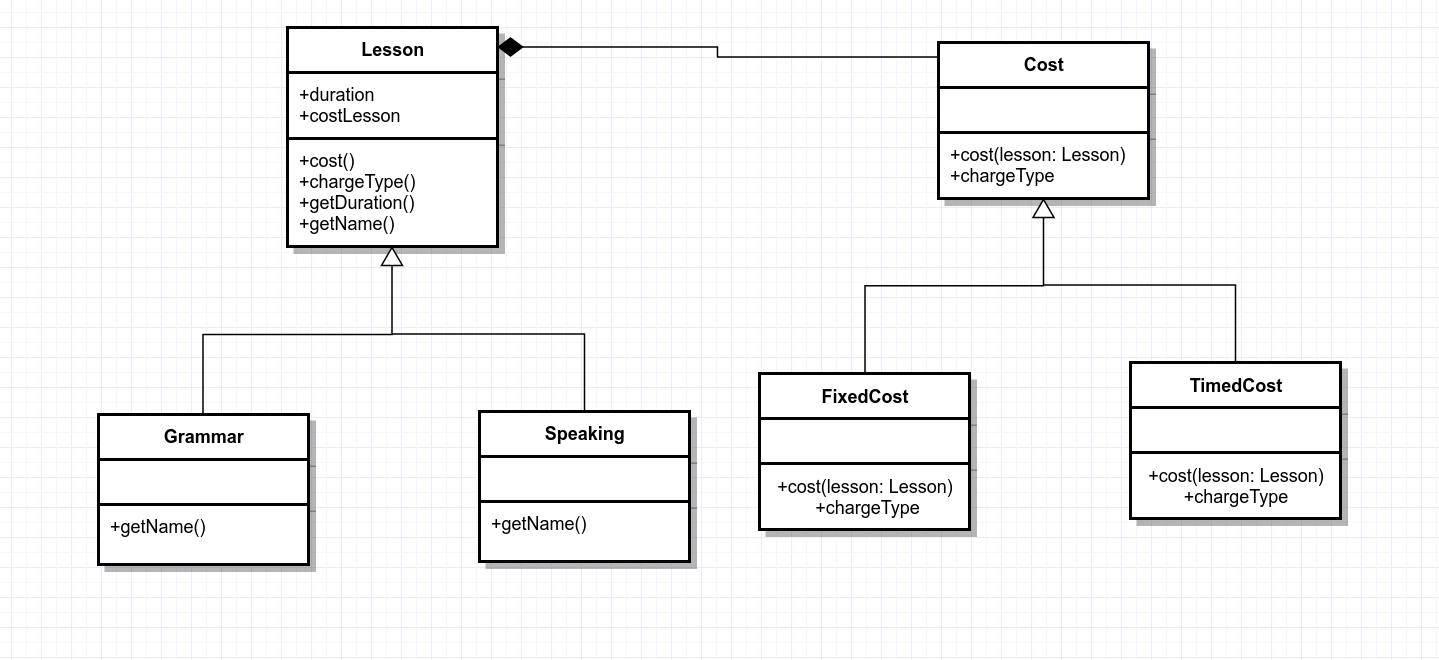 Lesson
+duration
+costLesson
+cost()
+chargeType()
+getDuration()
+getName()
Cost
+cost(lesson: Lesson)
+chargeType
Grammar
+getName()
Speaking
+getName()
FixedCost
+cost(lesson: Lesson)
+chargeType
TimedCost
+cost(lesson: Lesson)
+chargeType